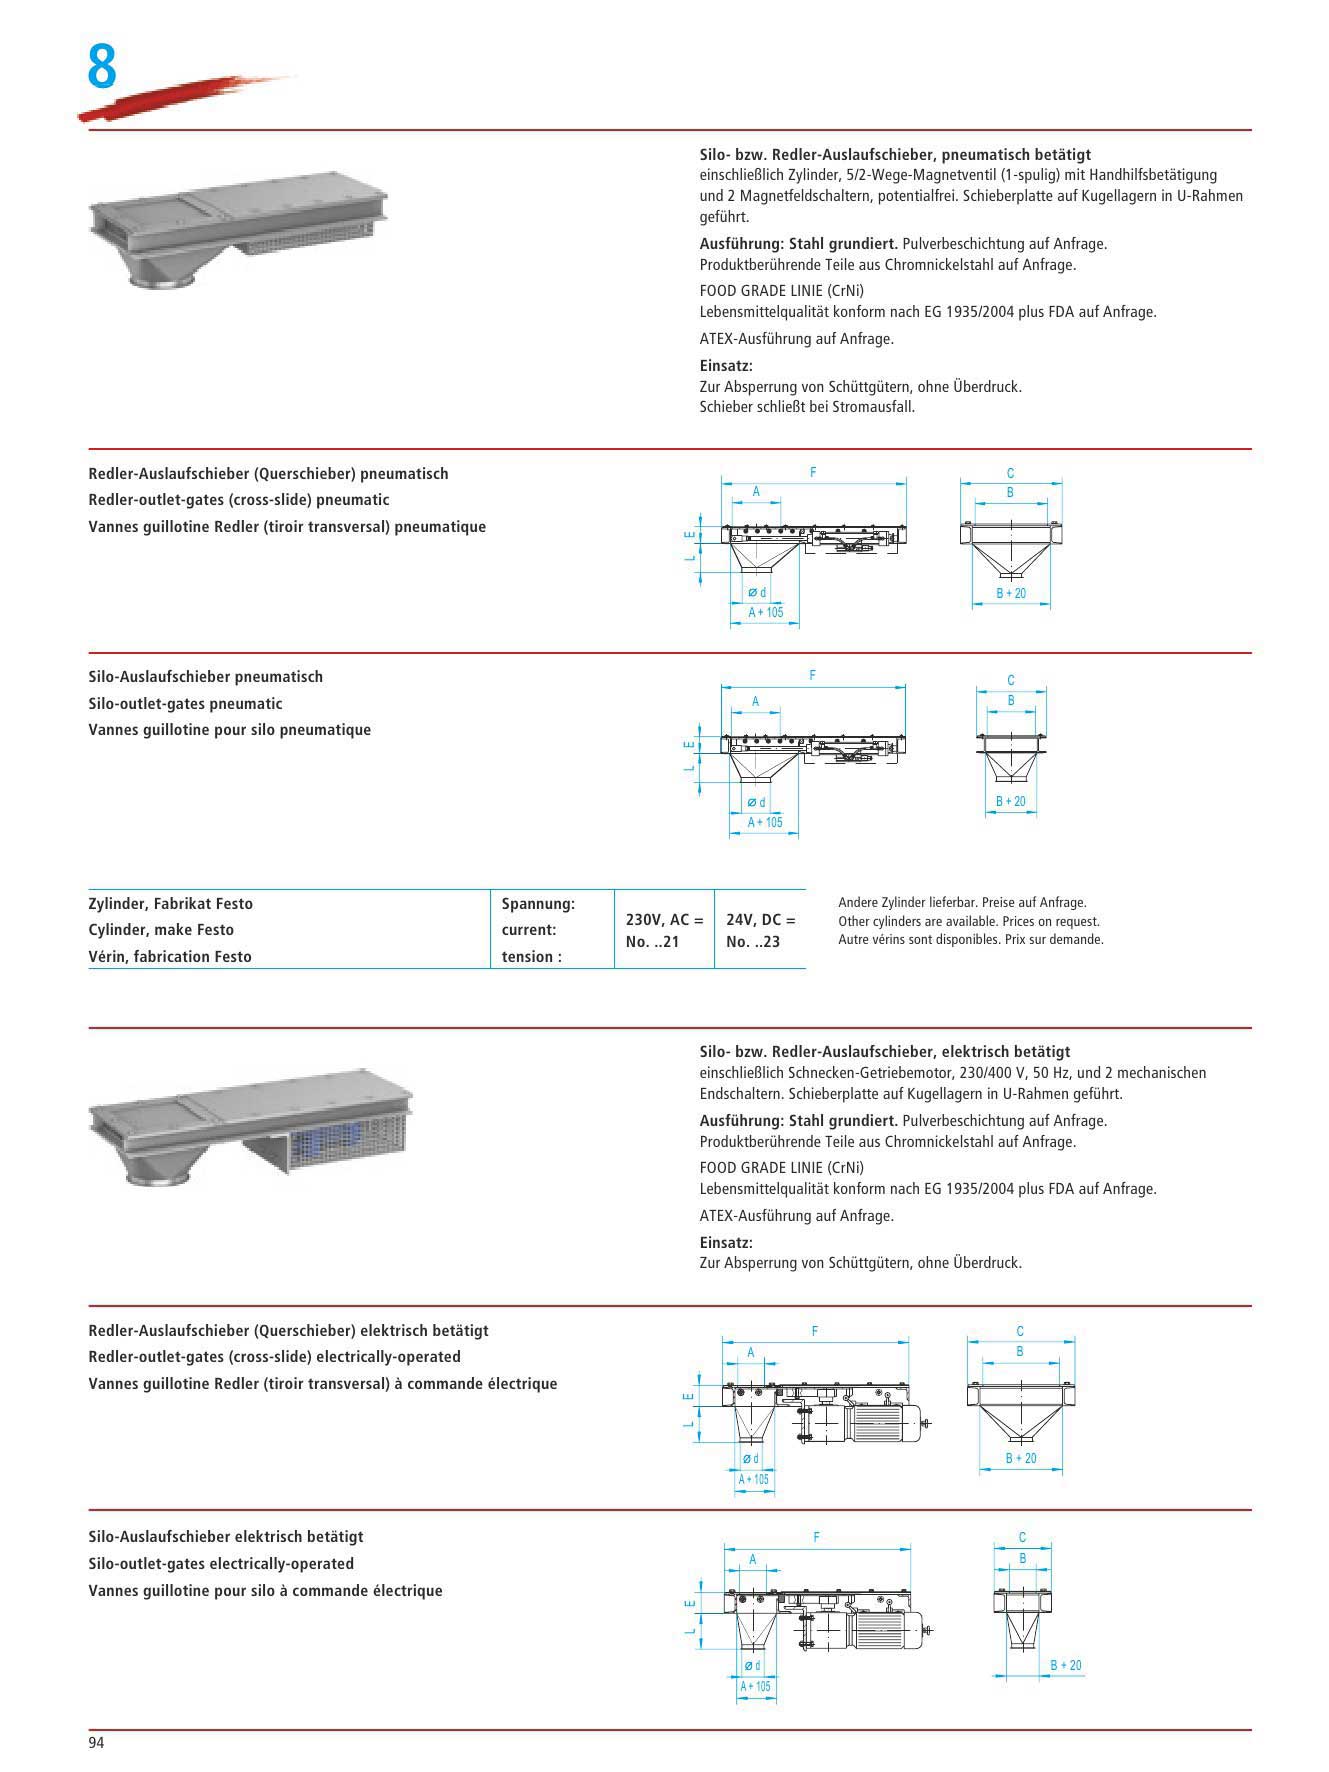 8
Silo- bzw. Redler-Auslaufschieber, pneumatisch betätigt
einschließlich Zylinder, 5/2-Wege-Magnetventil (1-spulig) mit Handhilfsbetätigung
und 2 Magnetfeldschaltern, potentialfrei. Schieberplatte auf Kugellagern in U-Rahmen
geführt.
Ausführung: Stahl grundiert. Pulverbeschichtung auf Anfrage.
Produktberührende Teile aus Chromnickelstahl auf Anfrage.
FOOD GRADE LINIE (CrNi)
Lebensmittelqualität konform nach EG 1935/2004 plus FDA auf Anfrage.
ATEX-Ausführung auf Anfrage.
Einsatz:
Zur Absperrung von Schüttgütern, ohne Überdruck.
Schieber schließt bei Stromausfall.
Redler-Auslaufschieber (Querschieber) pneumatisch
Redler-outlet-gates (cross-slide) pneumatic
Vannes guillotine Redler (tiroir transversal) pneumatique
F
A
E
L
ø d
A + 105
C
B
B + 20
Silo-Auslaufschieber pneumatisch
Silo-outlet-gates pneumatic
Vannes guillotine pour silo pneumatique
F
A
E
L
ø d
A + 105
C
B
B + 20
Zylinder, Fabrikat Festo
Cylinder, make Festo
Vérin, fabrication Festo
Spannung:
current:
tension :
230V, AC =
No. ..21
24V, DC =
No. ..23
Andere Zylinder lieferbar. Preise auf Anfrage.
Other cylinders are available. Prices on request.
Autre vérins sont disponibles. Prix sur demande.
Silo- bzw. Redler-Auslaufschieber, elektrisch betätigt
einschließlich Schnecken-Getriebemotor, 230/400 V, 50 Hz, und 2 mechanischen
Endschaltern. Schieberplatte auf Kugellagern in U-Rahmen geführt.
Ausführung: Stahl grundiert. Pulverbeschichtung auf Anfrage.
Produktberührende Teile aus Chromnickelstahl auf Anfrage.
FOOD GRADE LINIE (CrNi)
Lebensmittelqualität konform nach EG 1935/2004 plus FDA auf Anfrage.
ATEX-Ausführung auf Anfrage.
Einsatz:
Zur Absperrung von Schüttgütern, ohne Überdruck.
Redler-Auslaufschieber (Querschieber) elektrisch betätigt
Redler-outlet-gates (cross-slide) electrically-operated
Vannes guillotine Redler (tiroir transversal) à commande électrique
F
A
E
L
ø d
A + 105
C
B
B + 20
Silo-Auslaufschieber elektrisch betätigt
Silo-outlet-gates electrically-operated
Vannes guillotine pour silo à commande électrique
F
A
E
L
ø d
A + 105
C
B
B + 20
94